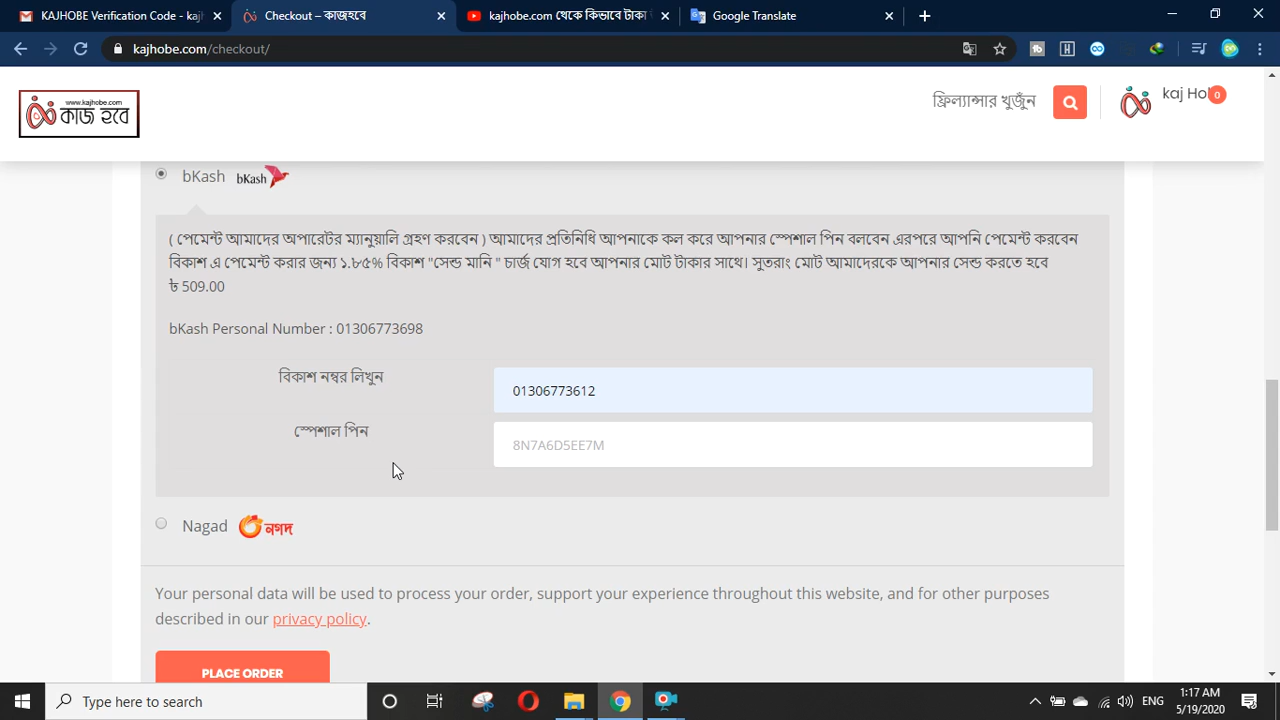 KAJHOBE Verification Code - kajh
Checkout – কাজহবে
kajhobe.com থেকে কিভাবে টাকা
Google Translate
kajhobe.com/checkout/
www.kajhobe.com
কাজ হবে
ফ্রিল্যান্সার খুজুঁন
kaj Ho
0
bKash
bKash
( পেমেন্ট আমাদের অপারেটর ম্যানুয়ালি গ্রহণ করবেন ) আমাদের প্রতিনিধি আপনাকে কল করে আপনার স্পেশাল পিন বলবেন এরপরে আপনি পেমেন্ট করবেন
বিকাশ এ পেমেন্ট করার জন্য ১.৮৫% বিকাশ "সেন্ড মানি " চার্জ যোগ হবে আপনার মোট টাকার সাথে। সুতরাং মোট আমাদেরকে আপনার সেন্ড করতে হবে
৳ 509.00
bKash Personal Number : 01306773698
বিকাশ নম্বর লিখুন
01306773612
স্পেশাল পিন
8N7A6D5EE7M
Nagad
নগদ
Your personal data will be used to process your order, support your experience throughout this website, and for other purposes
described in our privacy policy.
PLACE ORDER
Type here to search
ENG
1:17 AM
5/19/2020